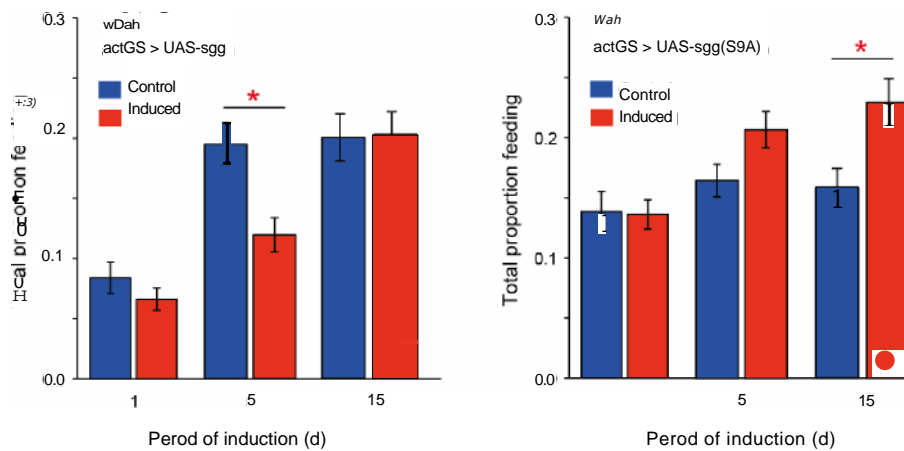 0.3
wDah
actGS > UAS-sgg
Control
Induced
*
0.2
0.1
0.0
1
5
15
Perod of induction (d)
0.3
Wah
actGS > UAS-sgg(S9A)
Control
Induced
*
Total proportion feeding
0.2
0.1
0.0
5
15
Perod of induction (d)